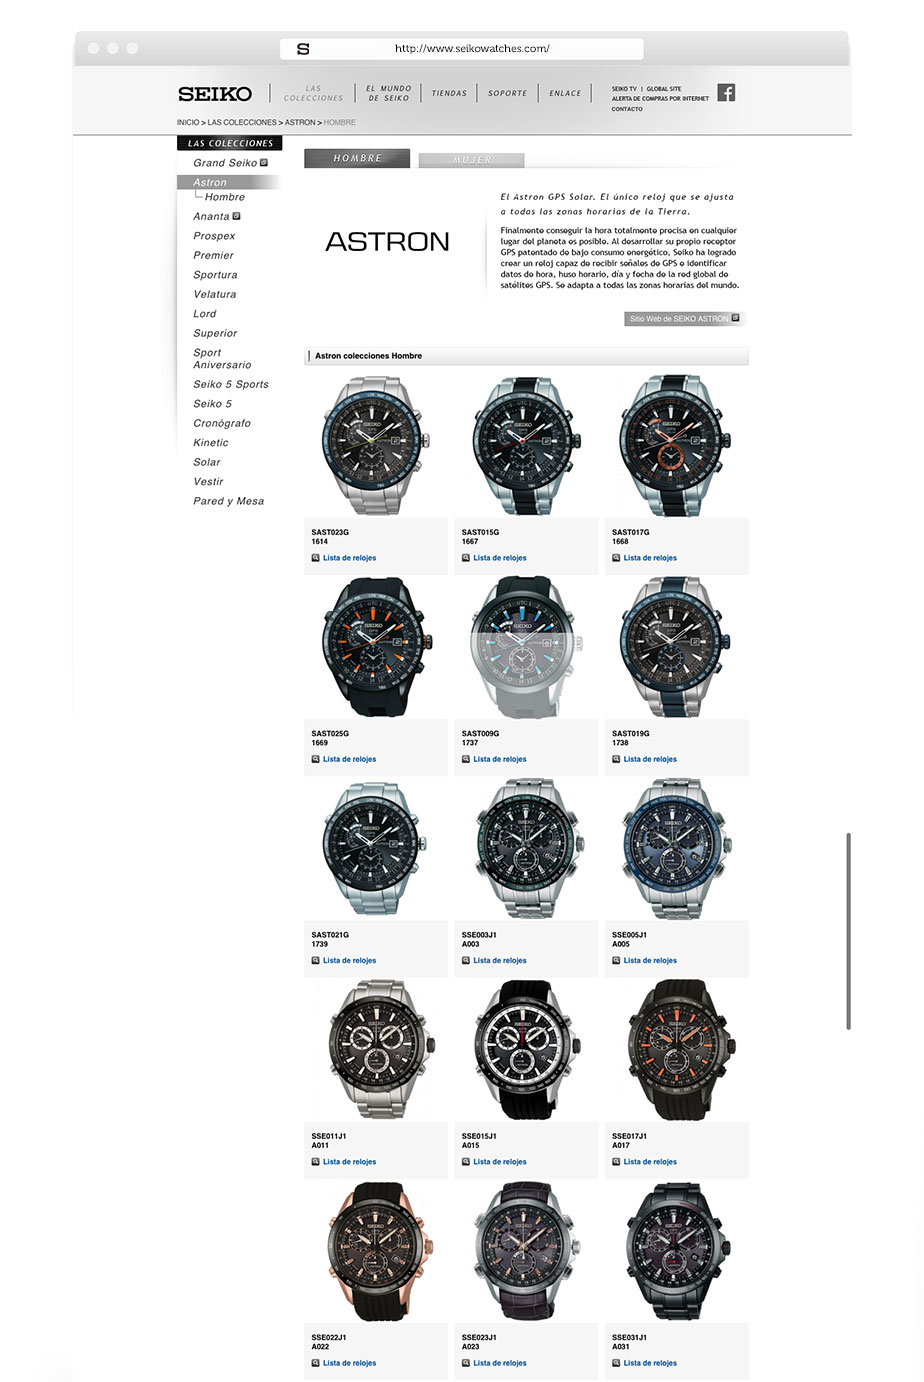 S
http://www.seikowatches.com/
SEIKO
LAS COLECCIONES
EL MUNDO DE SEIKO
TIENDAS
SOPORTE
ENLACE
SEIKO TV | GLOBAL SITE
ALERTA DE COMPRAS POR INTERNET
CONTACTO
INICIO > LAS COLECCIONES > ASTRON > HOMBRE
LAS COLECCIONES
Grand Seiko
Astron
Hombre
Ananta
Prospex
Premier
Sportura
Velatura
Lord
Superior
Sport
Aniversario
Seiko 5 Sports
Seiko 5
Cronógrafo
Kinetic
Solar
Vestir
Pared y Mesa
HOMBRE
MUJER
ASTRON
El Astron GPS Solar. El único reloj que se ajusta
a todas las zonas horarias de la Tierra.
Finalmente conseguir la hora totalmente precisa en cualquier
lugar del planeta es posible. Al desarrollar su propio receptor
GPS patentado de bajo consumo energético, Seiko ha logrado
crear un reloj capaz de recibir señales de GPS e identificar
datos de hora, huso horario, día y fecha de la red global de
satélites GPS. Se adapta a todas las zonas horarias del mundo.
Sitio Web de SEIKO ASTRON
Astron colecciones Hombre
SAST023G
1614
Lista de relojes
SAST015G
1667
Lista de relojes
SAST017G
1668
Lista de relojes
SAST025G
1669
Lista de relojes
SAST009G
1737
Lista de relojes
SAST019G
1738
Lista de relojes
SAST021G
1739
Lista de relojes
SSE003J1
A003
Lista de relojes
SSE005J1
A005
Lista de relojes
SSE011J1
A011
Lista de relojes
SSE015J1
A015
Lista de relojes
SSE017J1
A017
Lista de relojes
SSE022J1
A022
Lista de relojes
SSE023J1
A023
Lista de relojes
SSE031J1
A031
Lista de relojes